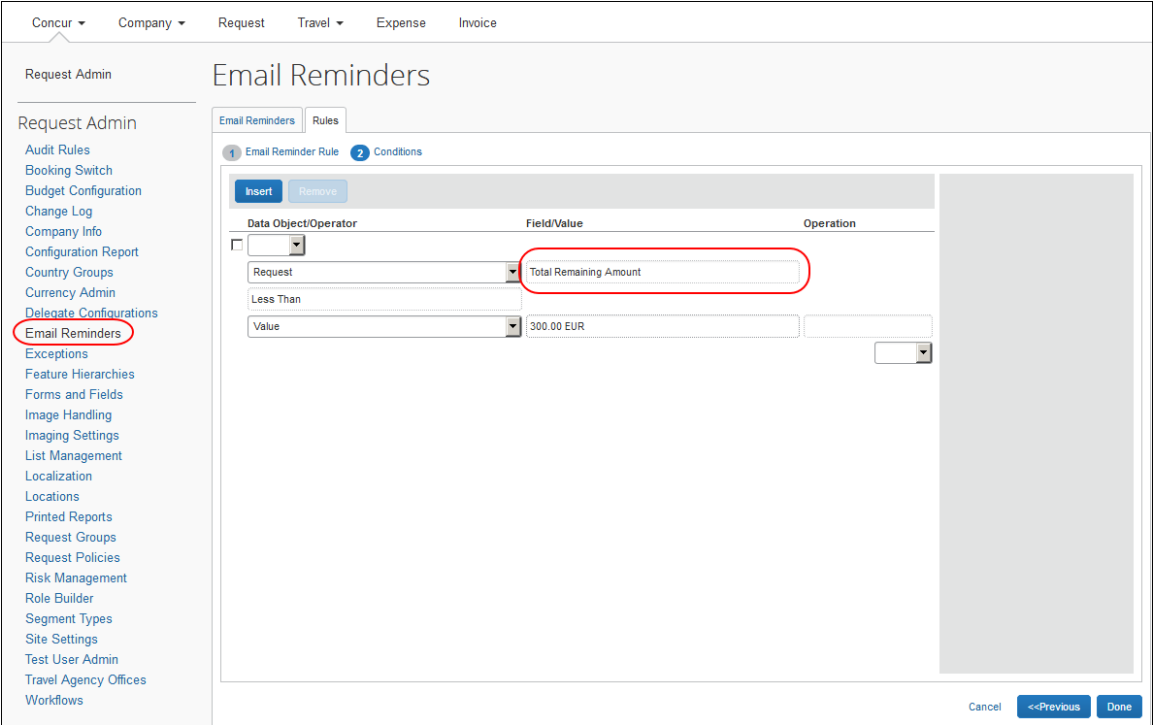 Concur Company Request Travel Expense Invoice
Request Admin
Email Reminders
Request Admin
Audit Rules
Booking Switch
Budget Configuration
Change Log
Company Info
Configuration Report
Country Groups
Currency Admin
Delegate Configurations
Email Reminders
Exceptions
Feature Hierarchies
Forms and Fields
Image Handling
Imaging Settings
List Management
Localization
Locations
Printed Reports
Request Groups
Request Policies
Risk Management
Role Builder
Segment Types
Site Settings
Test User Admin
Travel Agency Offices
Workflows
Email Reminders Rules
1 Email Reminder Rule 2 Conditions
Insert Remove
Data Object/Operator Field/Value Operation
Request Total Remaining Amount
Less Than
Value 300.00 EUR
Cancel <<Previous Done